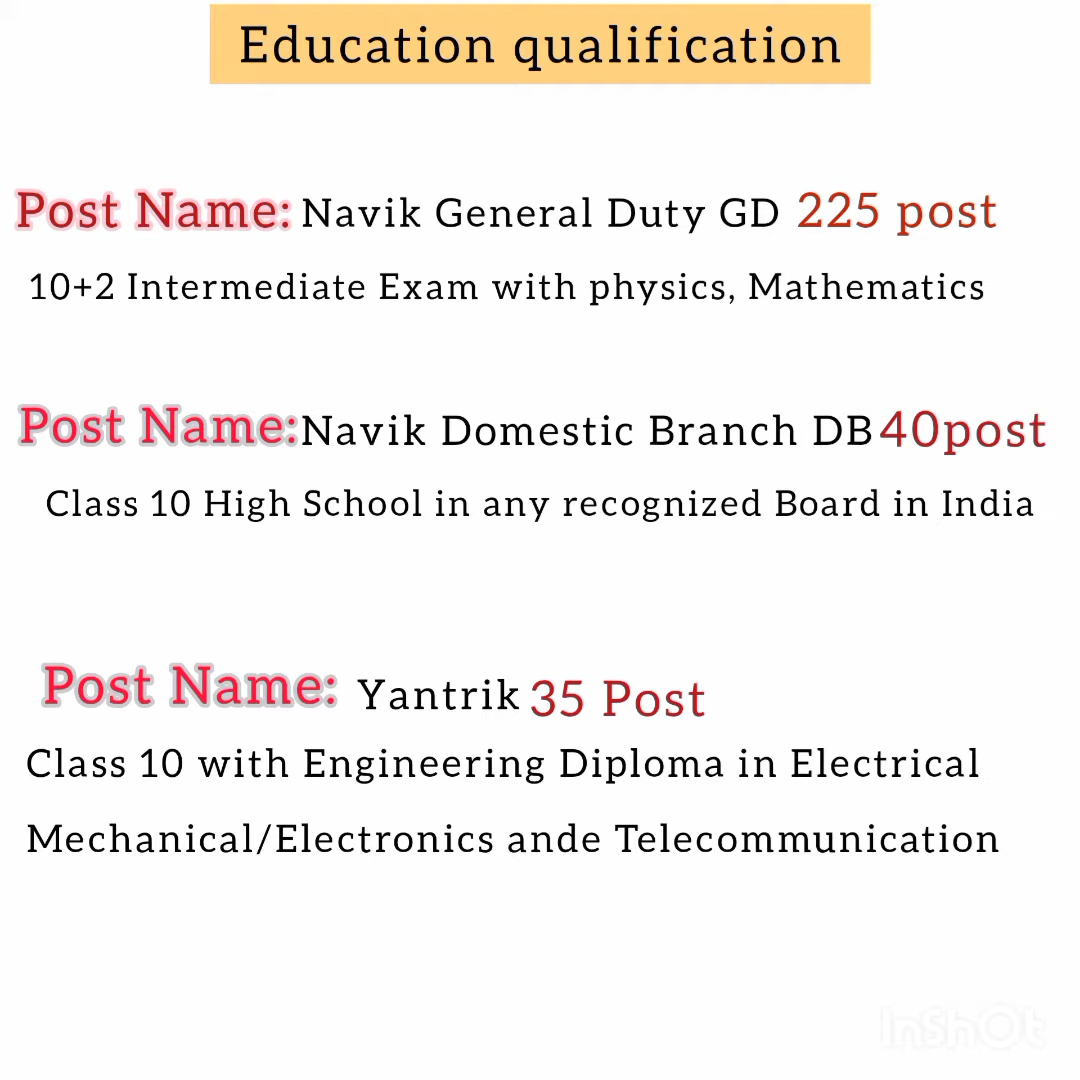 Education qualification
Post Name: Navik General Duty GD 225 post
10+2 Intermediate Exam with physics, Mathematics
Post Name: Navik Domestic Branch DB 40post
Class 10 High School in any recognized Board in India
Post Name: Yantrik 35 Post
Class 10 with Engineering Diploma in Electrical
Mechanical/Electronics ande Telecommunication
InShOt